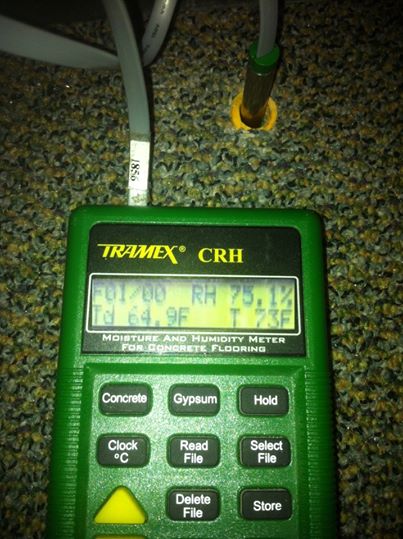 1856
TRAMEX® CRH
F01/00 RH 75.1%
Td 64.9F T 73F
MOISTURE AND HUMIDITY METER
FOR CONCRETE FLOORING
Concrete Gypsum Hold
Clock
°C
Read
File
Select
File
Delete
File
Store